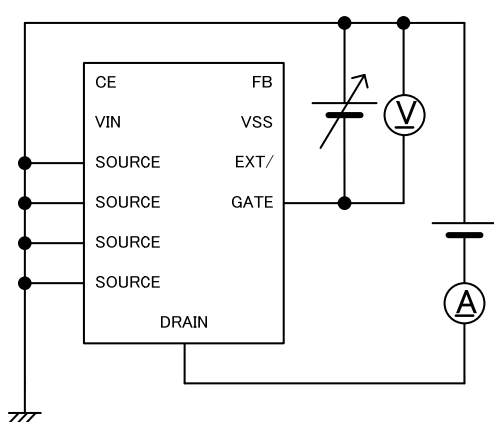 CE FB
VIN VSS
SOURCE EXT/
SOURCE GATE
SOURCE
SOURCE
DRAIN
V
A